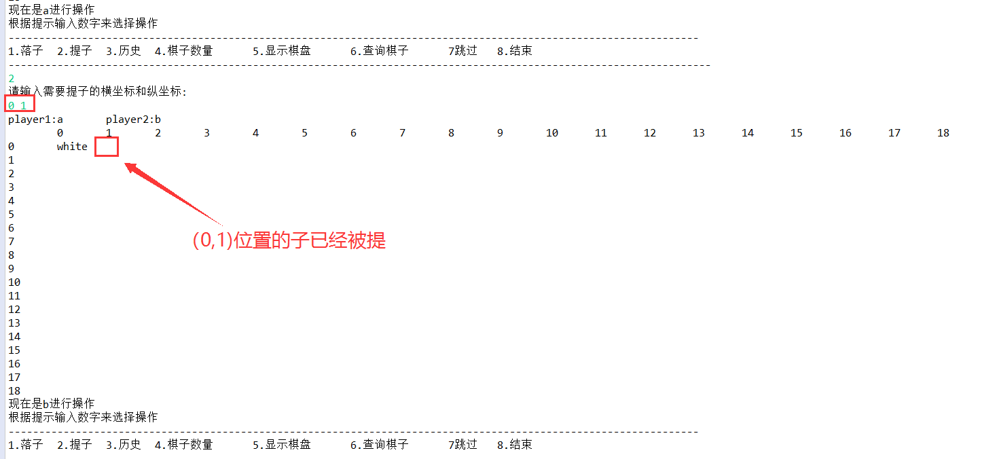 现在是a进行操作
根据提示输入数字来选择操作
-----------------------------------------------------------------------------------------------------------------
1.落子 2.提子 3.历史 4.棋子数量 5.显示棋盘 6.查询棋子 7跳过 8.结束
-------------------------------------------------------------------------------------------------------------------
2
请输入需要提子的横坐标和纵坐标:
0 1
player1:a player2:b
0 1 2 3 4 5 6 7 8 9 10 11 12 13 14 15 16 17 18
0 white
1
2
3
4
5
6
7
(0,1)位置的子已经被提
8
9
10
11
12
13
14
15
16
17
18
现在是b进行操作
根据提示输入数字来选择操作
-----------------------------------------------------------------------------------------------------------------
1.落子 2.提子 3.历史 4.棋子数量 5.显示棋盘 6.查询棋子 7跳过 8.结束